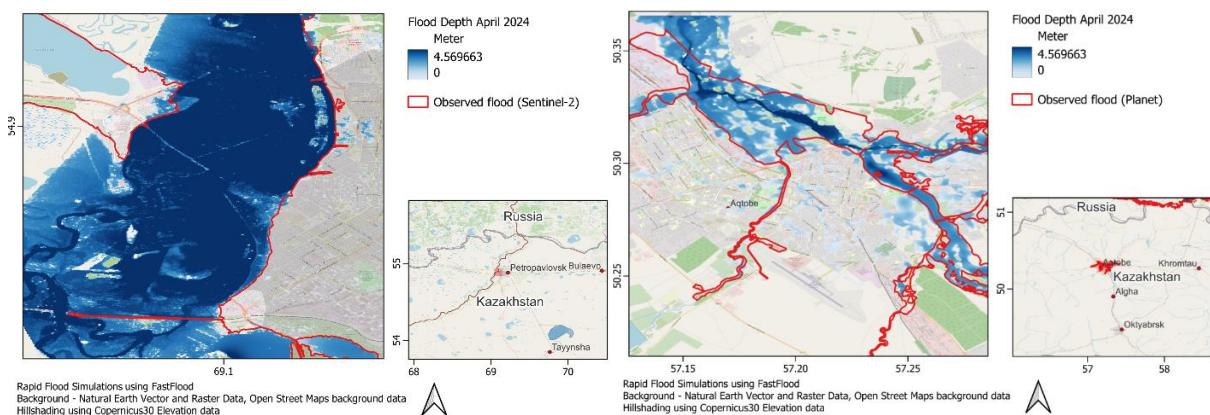 Flood Depth April 2024
Meter
4.569663
0
Observed flood (Sentinel-2)
54.9
69.1
Russia
Petropavlovsk
Bulaevo
Kazakhstan
Tayynsha
55
54
68
69
70
Rapid Flood Simulations using FastFlood
Background - Natural Earth Vector and Raster Data, Open Street Maps background data
Hillshading using Copernicus30 Elevation data
Flood Depth April 2024
Meter
4.569663
0
Observed flood (Planet)
50.35
50.30
50.25
Aqtobe
57.15
57.20
57.25
51
Russia
Aqtobe
Khromtau
Kazakhstan
50
Algha
Oktyabrsk
57
58
Rapid Flood Simulations using FastFlood
Background - Natural Earth Vector and Raster Data, Open Street Maps background data
Hillshading using Copernicus30 Elevation data